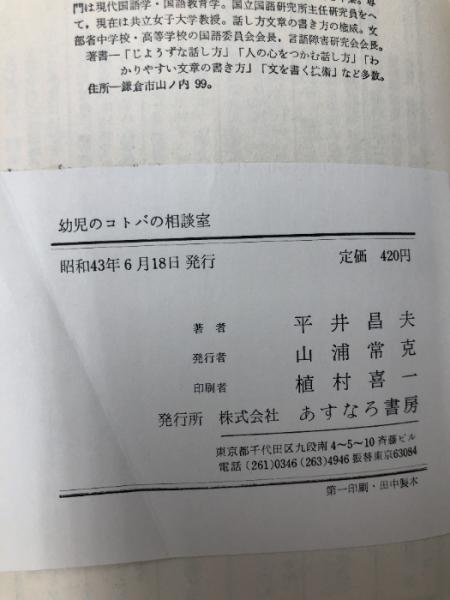 門は現代国語学・国語教育学。国立国語研究所主任研究員をへ
て，現在は共立女子大学教授。話し方文章の書き方の権威。文
部省中学校・高等学校の国語委員会会長，言語障害研究会会長。
著書―「じょうずな話し方」「人の心をつかむ話し方」「わ
かりやすい文章の書き方」「文を書く技術」など多数。
住所―鎌倉市山ノ内 99。
幼児のコトバの相談室
昭和43年6月18日 発行 定価 420円
著者 平井昌夫
発行者 山浦常克
印刷者 植村喜一
発行所 株式会社 あすなろ書房
東京都千代田区九段南4〜5〜10 斉藤ビル
電話 (261)0346 (263)4946 振替東京63084
第一印刷・田中製本